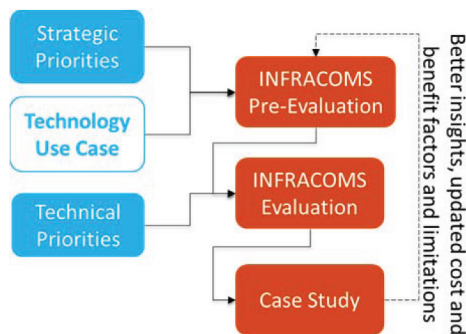 Strategic
Priorities
Technology
Use Case
Technical
Priorities
INFRACOMS
Pre-Evaluation
INFRACOMS
Evaluation
Case Study
Better insights, updated cost and
benefit factors and limitations